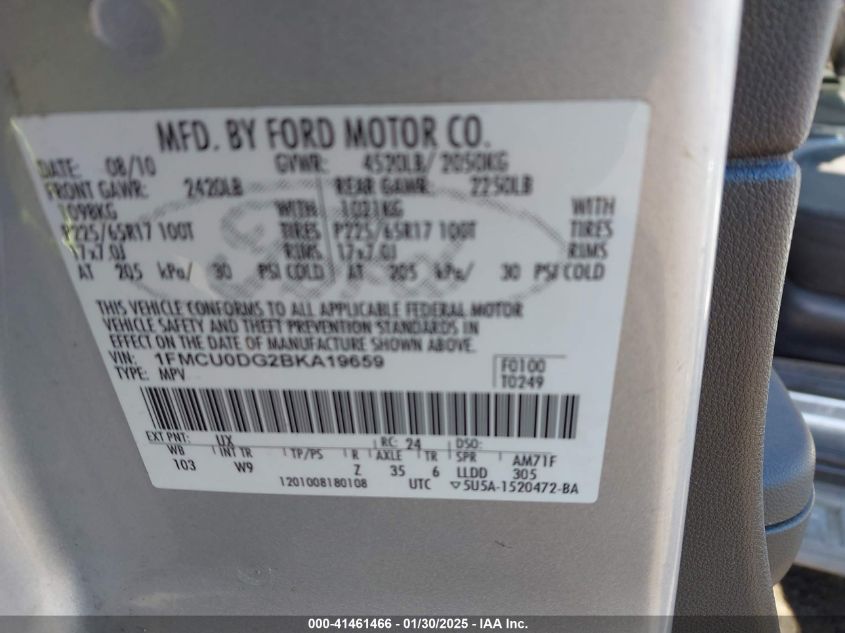 MFD. BY FORD MOTOR CO.
DATE: 08/10 GVWR: 4520LB/ 2050KG
FRONT GAWR: 2420LB REAR GAWR: 2250LB
1098KG WITH 1021KG WITH
P225/65R17 100T TIRES P225/65R17 100T TIRES
17x7.0J RIMS 17x7.0J RIMS
AT 205 kPa/ 30 PSI COLD AT 205 kPa/ 30 PSI COLD
THIS VEHICLE CONFORMS TO ALL APPLICABLE FEDERAL MOTOR
VEHICLE SAFETY AND THEFT PREVENTION STANDARDS IN
EFFECT ON THE DATE OF MANUFACTURE SHOWN ABOVE.
VIN: 1FMCU0DG2BKA19659 F0100
TYPE: MPV T0249
EXT PNT: UX RC: 24 DSO:
WB INT TR TP/PS R AXLE TR SPR AM71F
103 W9 Z 35 6 LLDD 305
1201008180108 UTC ▽5U5A-1520472-BA
000-41461466 - 01/30/2025 - IAA Inc.